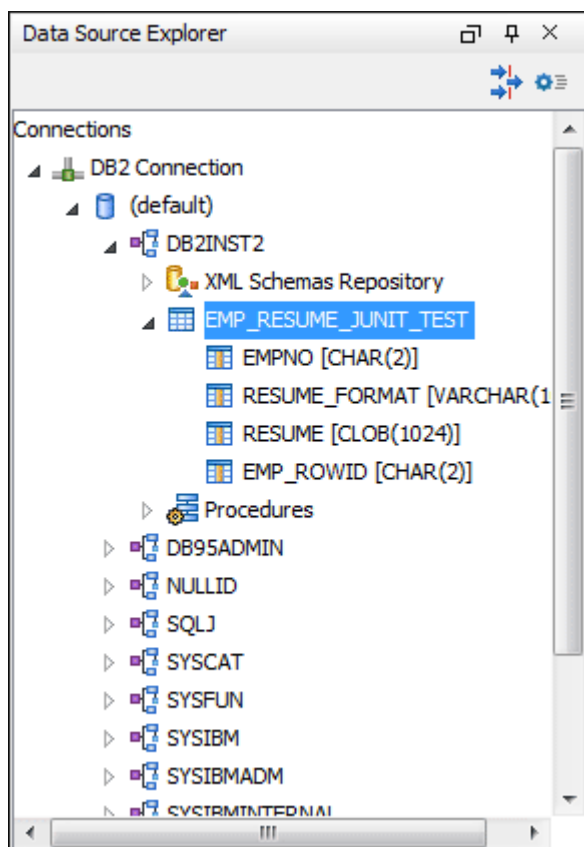 Data Source Explorer
Connections
DB2 Connection
(default)
DB2INST2
XML Schemas Repository
EMP_RESUME_JUNIT_TEST
EMPNO [CHAR(2)]
RESUME_FORMAT [VARCHAR(1
RESUME [CLOB(1024)]
EMP_ROWID [CHAR(2)]
Procedures
DB95ADMIN
NULLID
SQLJ
SYSCAT
SYSFUN
SYSIBM
SYSIBMADM
SYSIBMINTERNAL